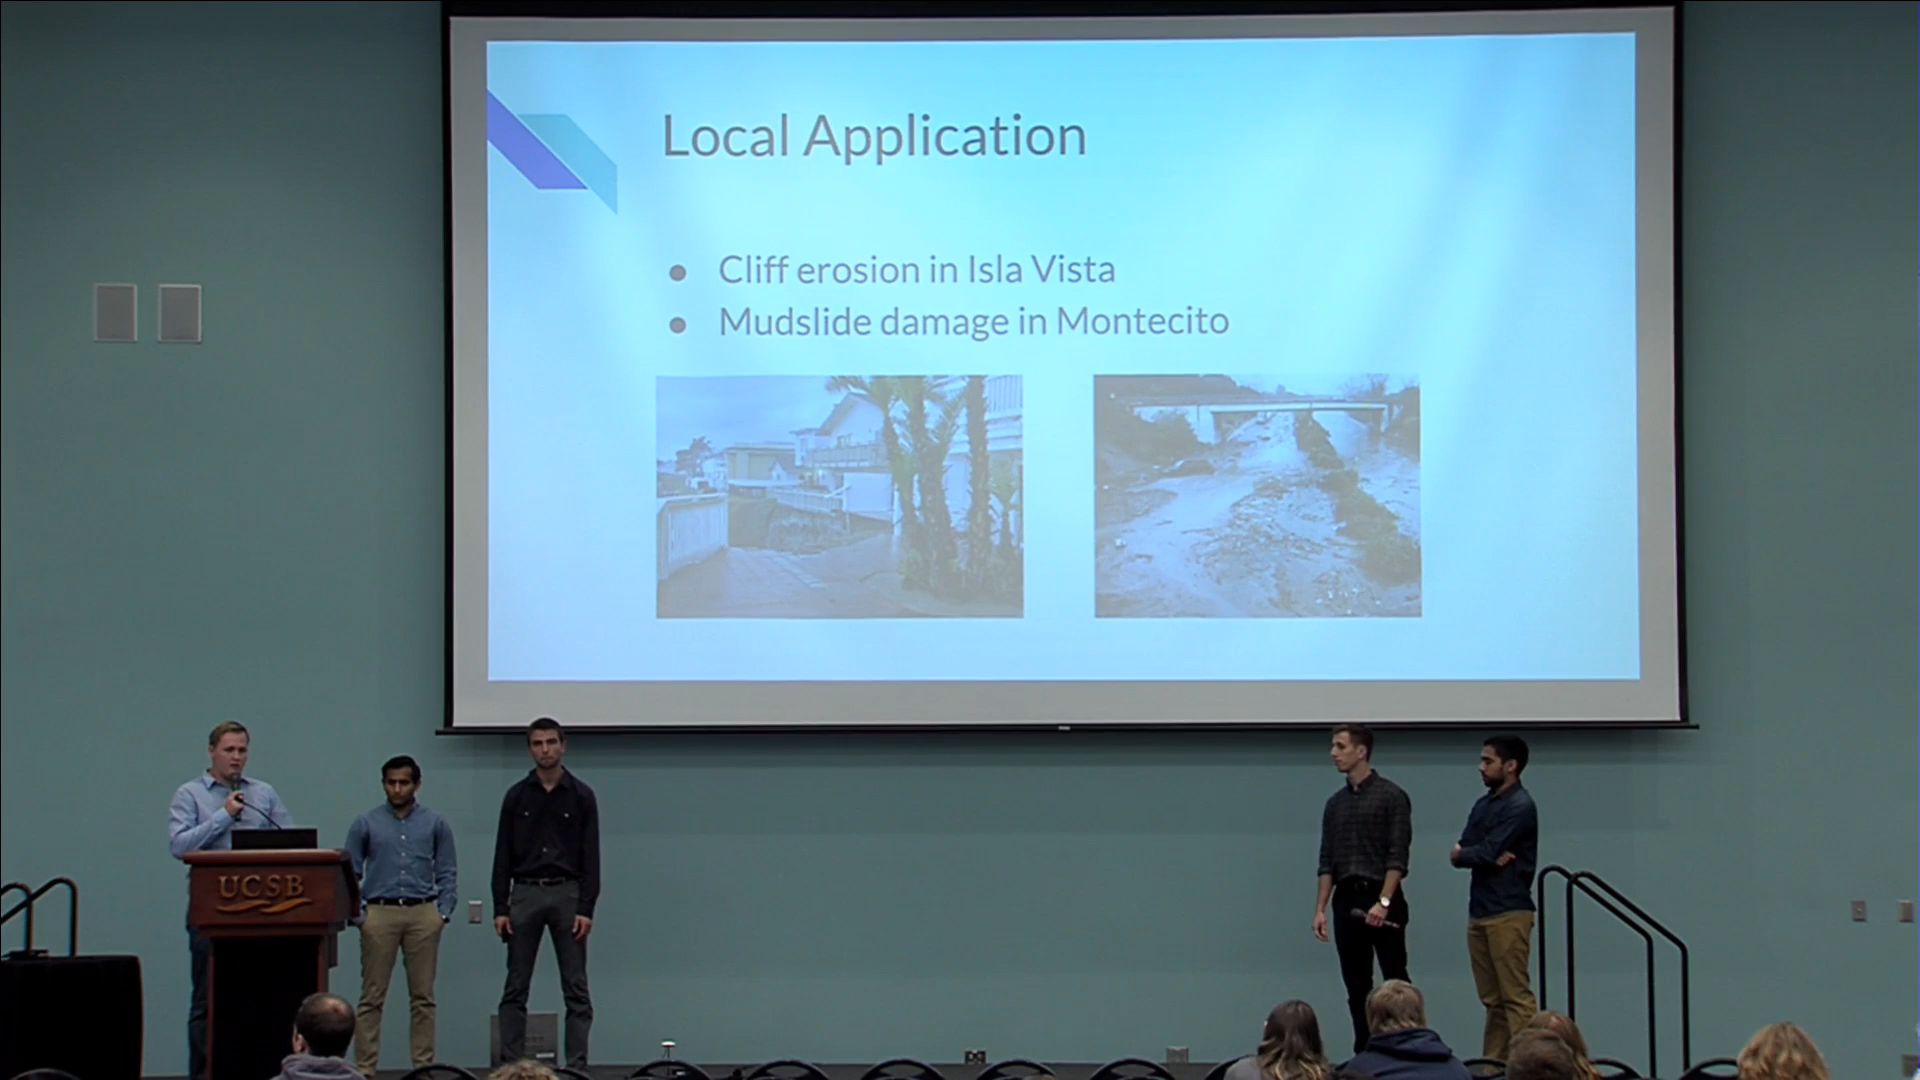 Local Application
● Cliff erosion in Isla Vista
● Mudslide damage in Montecito
UCSB